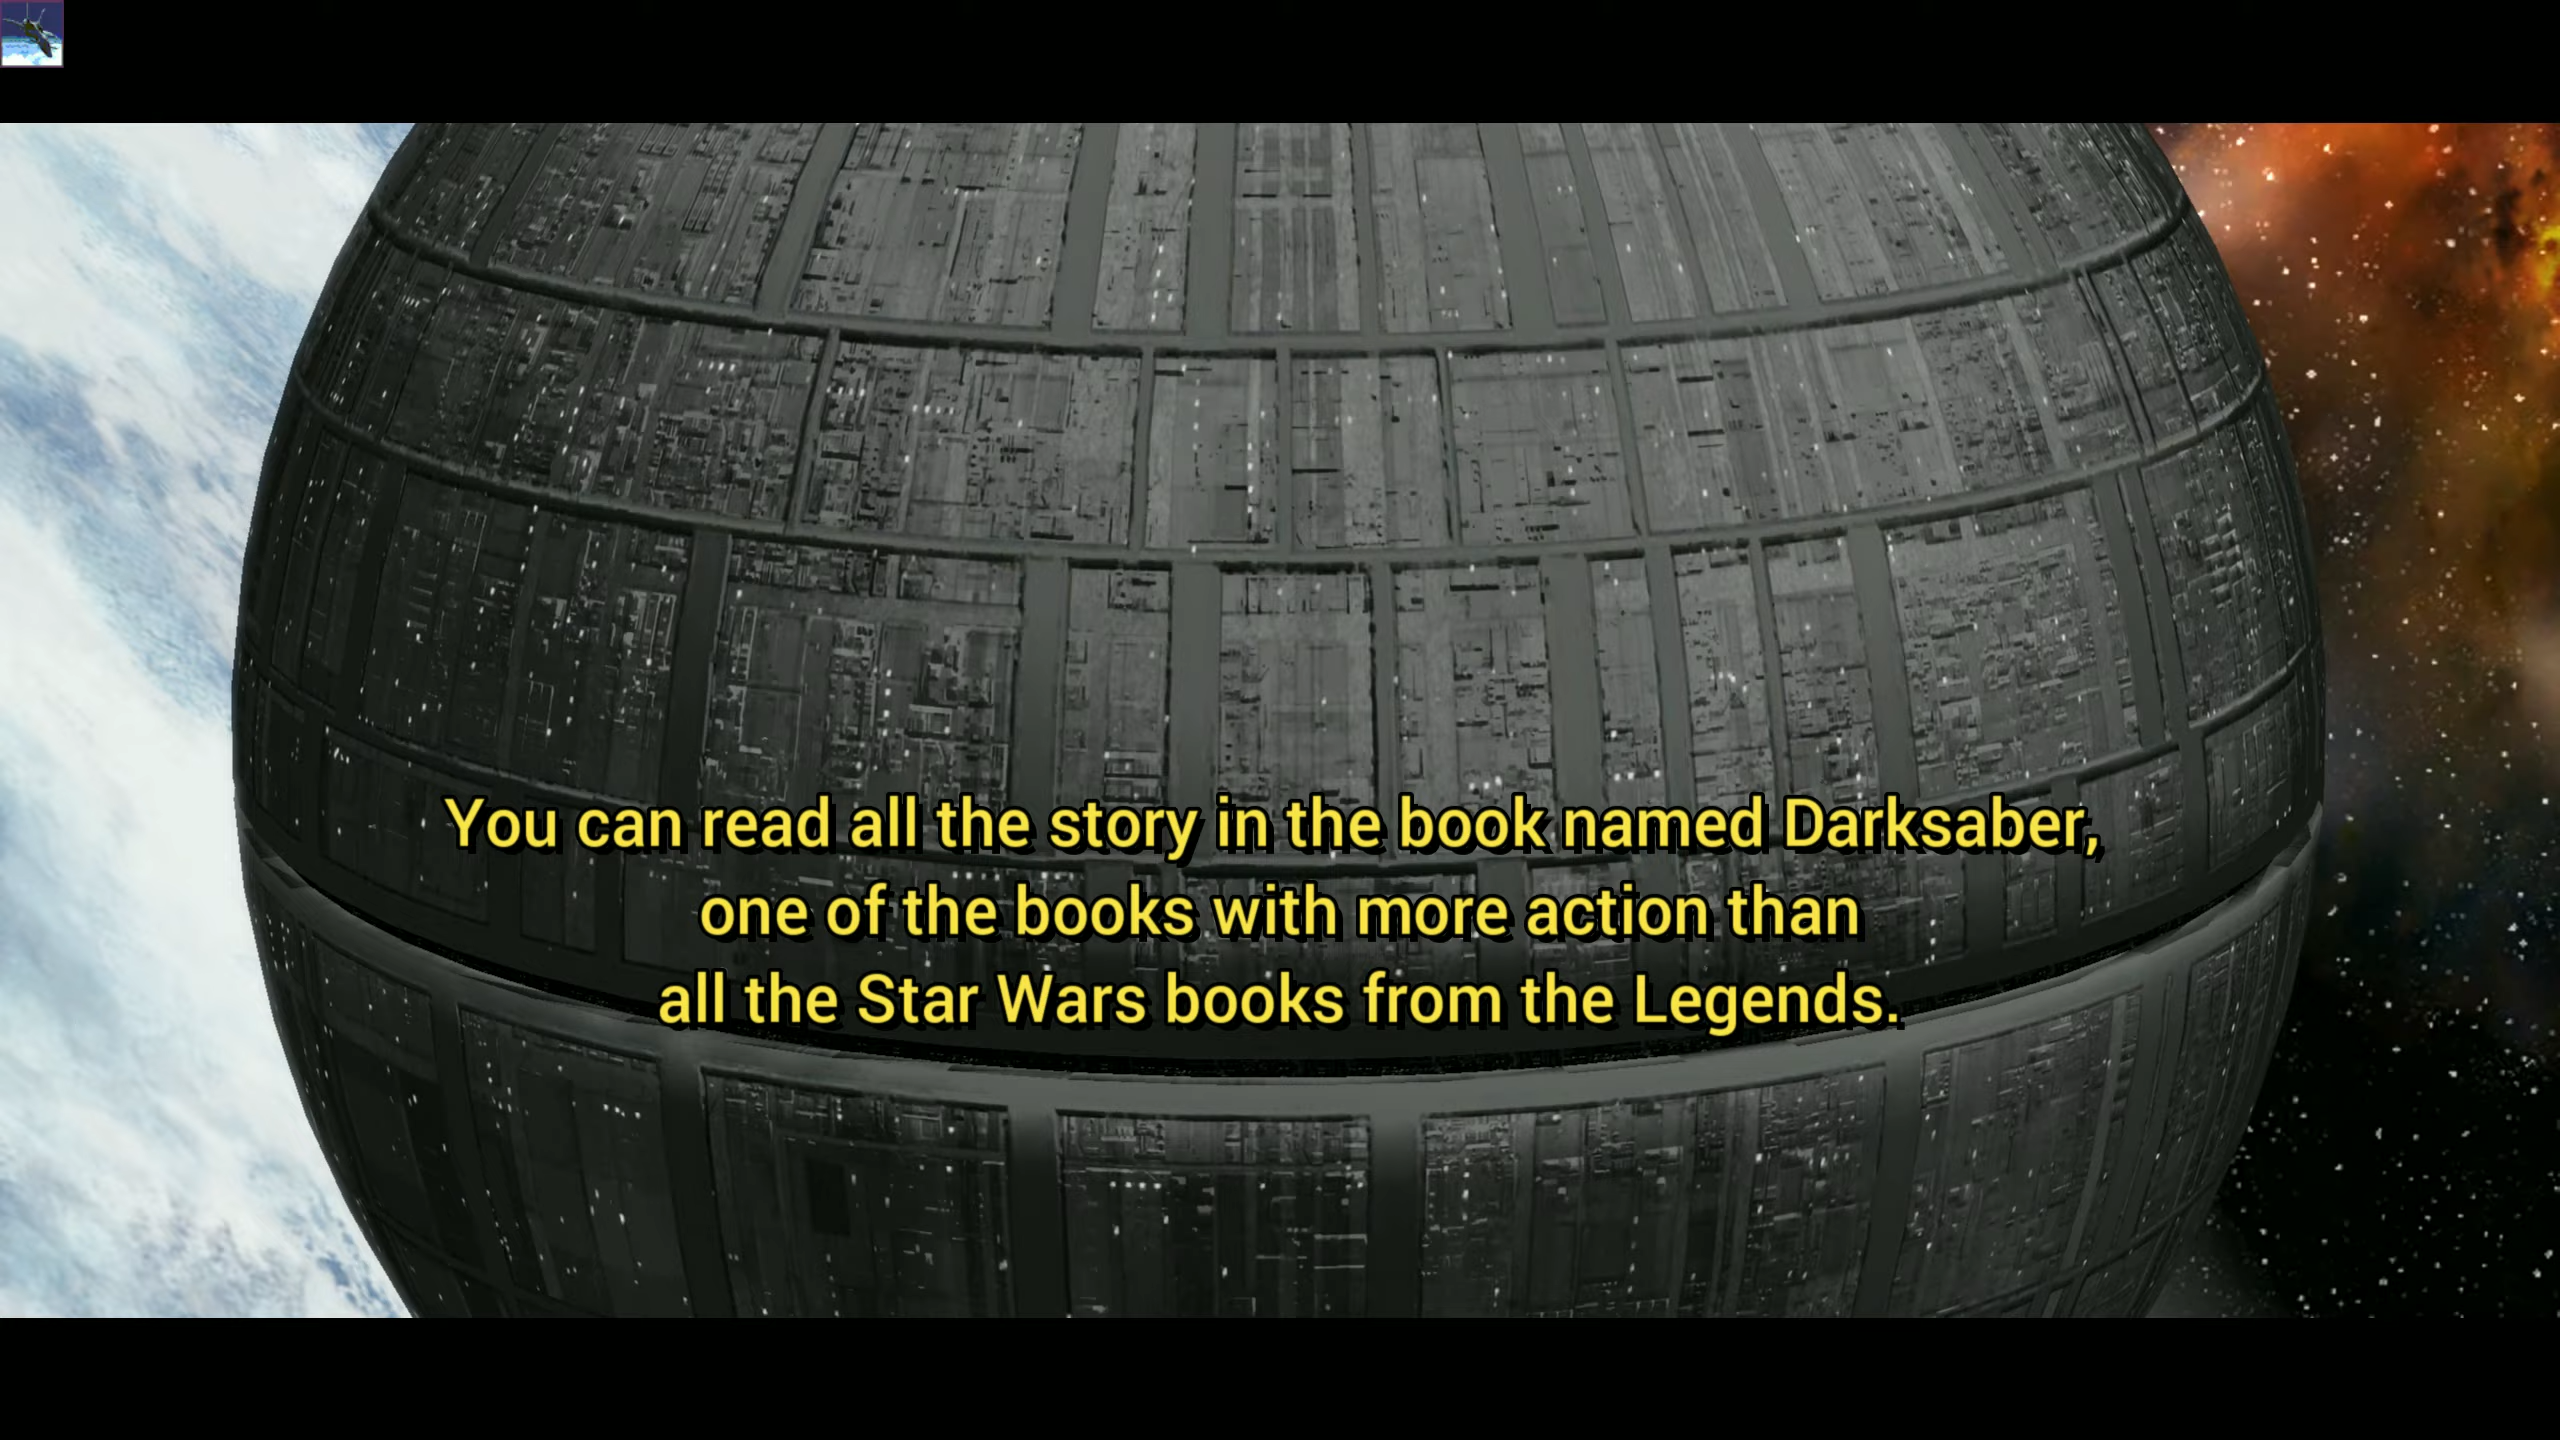 You can read all the story in the book named Darksaber,
one of the books with more action than
all the Star Wars books from the Legends.